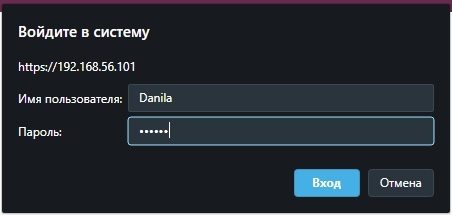 Войдите в систему
https://192.168.56.101
Имя пользователя: Danila
Пароль: ••••••
Вход Отмена